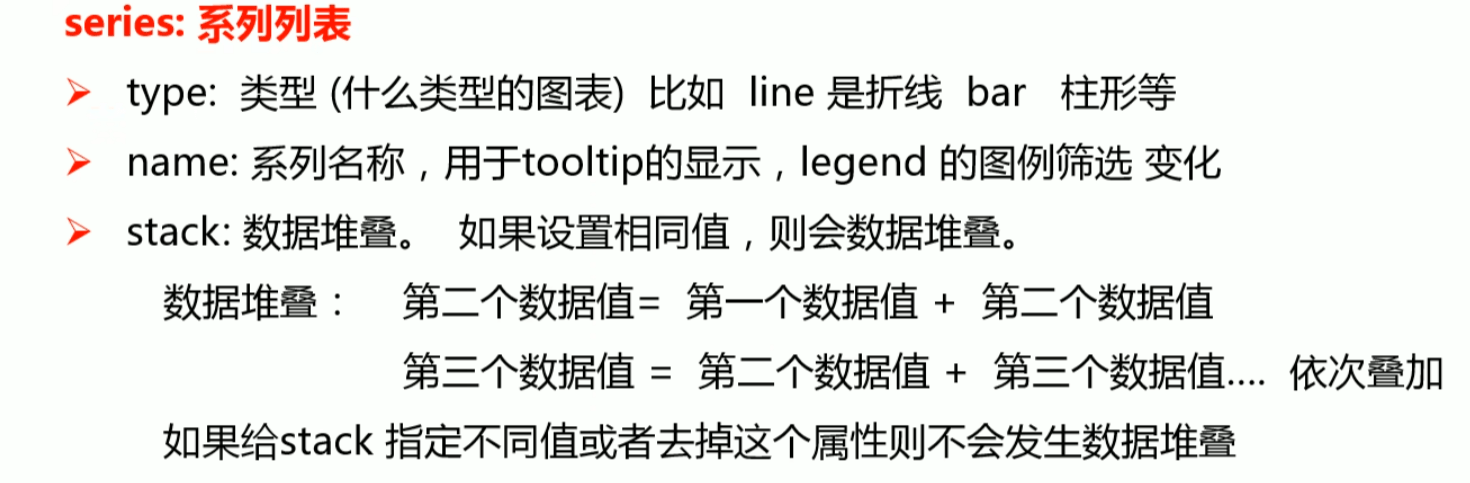 series: 系列列表
➢ type: 类型 (什么类型的图表) 比如 line 是折线 bar 柱形等
➢ name: 系列名称，用于tooltip的显示，legend 的图例筛选 变化
➢ stack: 数据堆叠。 如果设置相同值，则会数据堆叠。
数据堆叠： 第二个数据值= 第一个数据值 + 第二个数据值
第三个数据值 = 第二个数据值 + 第三个数据值.... 依次叠加
如果给stack 指定不同值或者去掉这个属性则不会发生数据堆叠